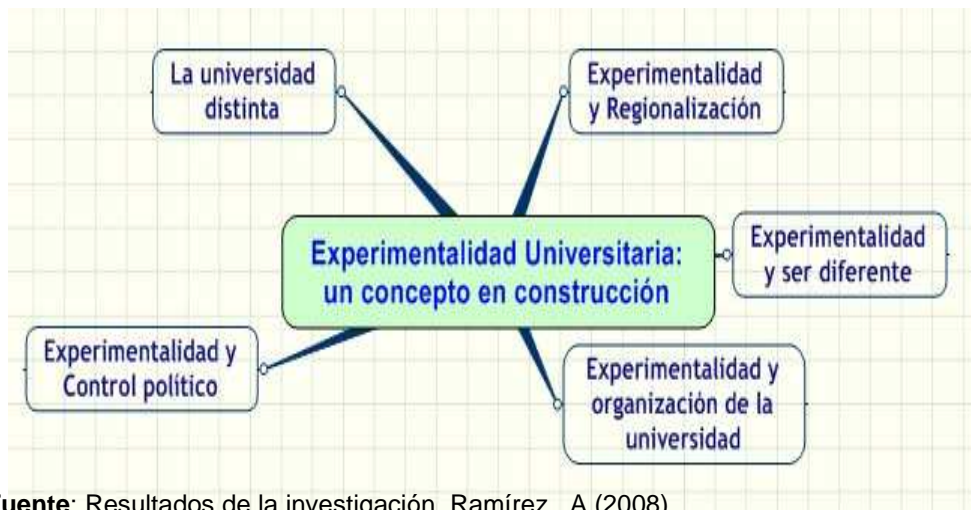 La universidad
distinta
Experimentalidad
y Regionalización
Experimentalidad
y ser diferente
Experimentalidad Universitaria:
un concepto en construcción
Experimentalidad y
Control político
Experimentalidad y
organización de la
universidad
uente: Resultados de la investigación. Ramírez , A (2008)